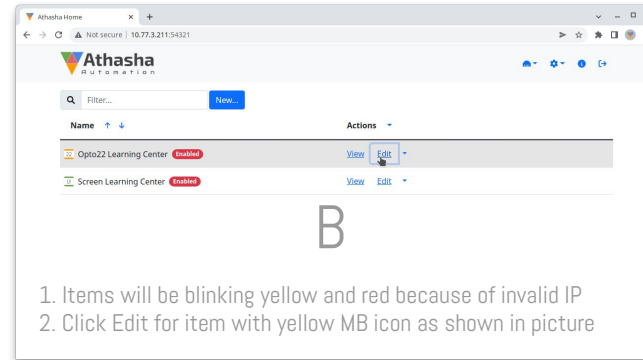 Athasha Home
Not secure | 10.77.3.211:54321
Athasha
Automation
Filter...
New...
Name
Actions
22
Opto22 Learning Center
Enabled
View
Edit
UI
Screen Learning Center
Enabled
View
Edit
B
1. Items will be blinking yellow and red because of invalid IP
2. Click Edit for item with yellow MB icon as shown in picture